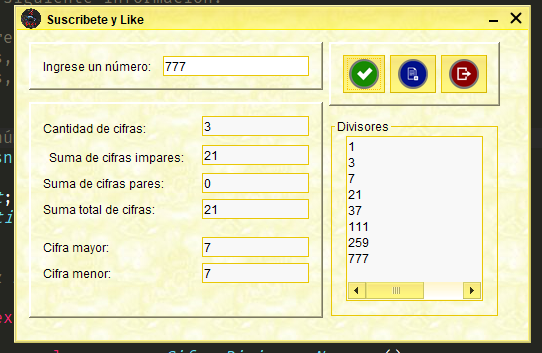 siguiente información.
Suscribete y Like
Ingrese un número: 777
Cantidad de cifras: 3
Suma de cifras impares: 21
Suma de cifras pares: 0
Suma total de cifras: 21
Cifra mayor: 7
Cifra menor: 7
Divisores
1
3
7
21
37
111
259
777